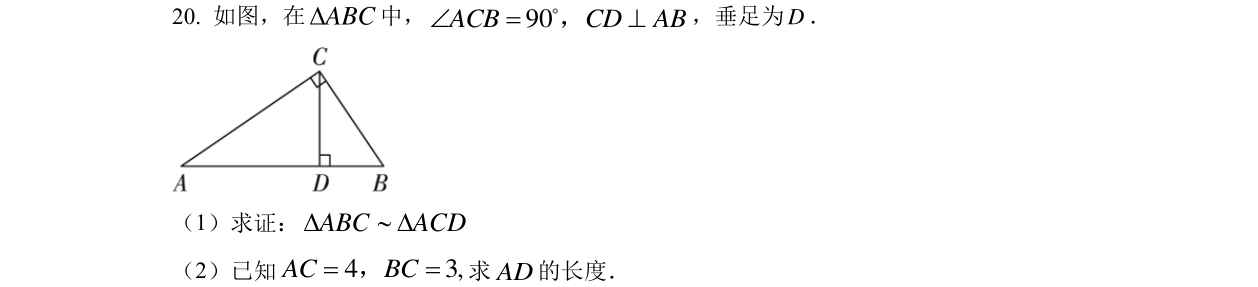 20. 如图，在ΔABC中，∠ACB=90°，CD⊥AB，垂足为D．
C
A D B
（1）求证：ΔABC ~ ΔACD
（2）已知AC=4，BC=3,求AD的长度．